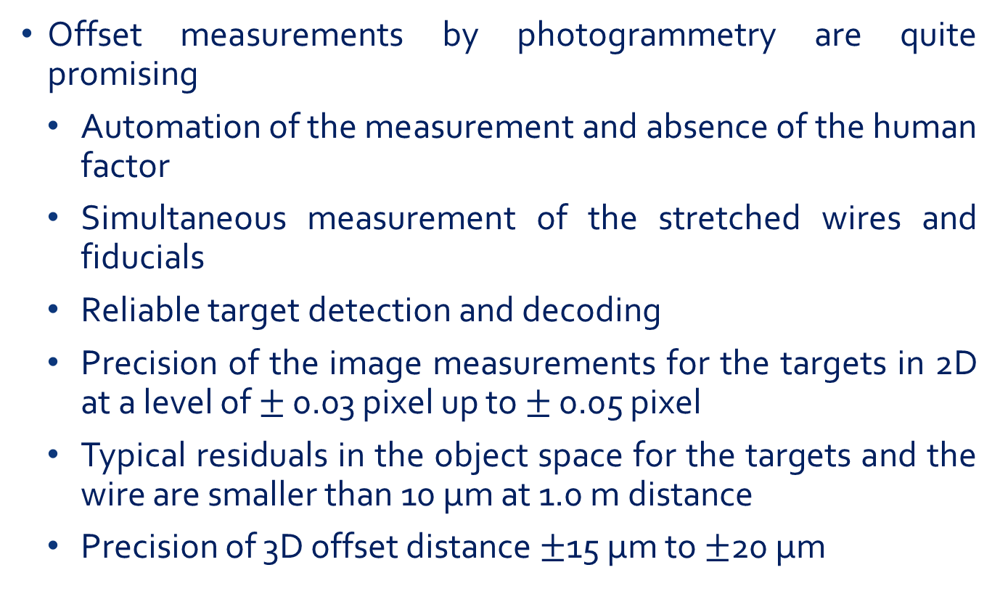 • Offset measurements by photogrammetry are quite
promising
• Automation of the measurement and absence of the human
factor
• Simultaneous measurement of the stretched wires and
fiducials
• Reliable target detection and decoding
• Precision of the image measurements for the targets in 2D
at a level of ± 0.03 pixel up to ± 0.05 pixel
• Typical residuals in the object space for the targets and the
wire are smaller than 10 µm at 1.0 m distance
• Precision of 3D offset distance ±15 µm to ±20 µm